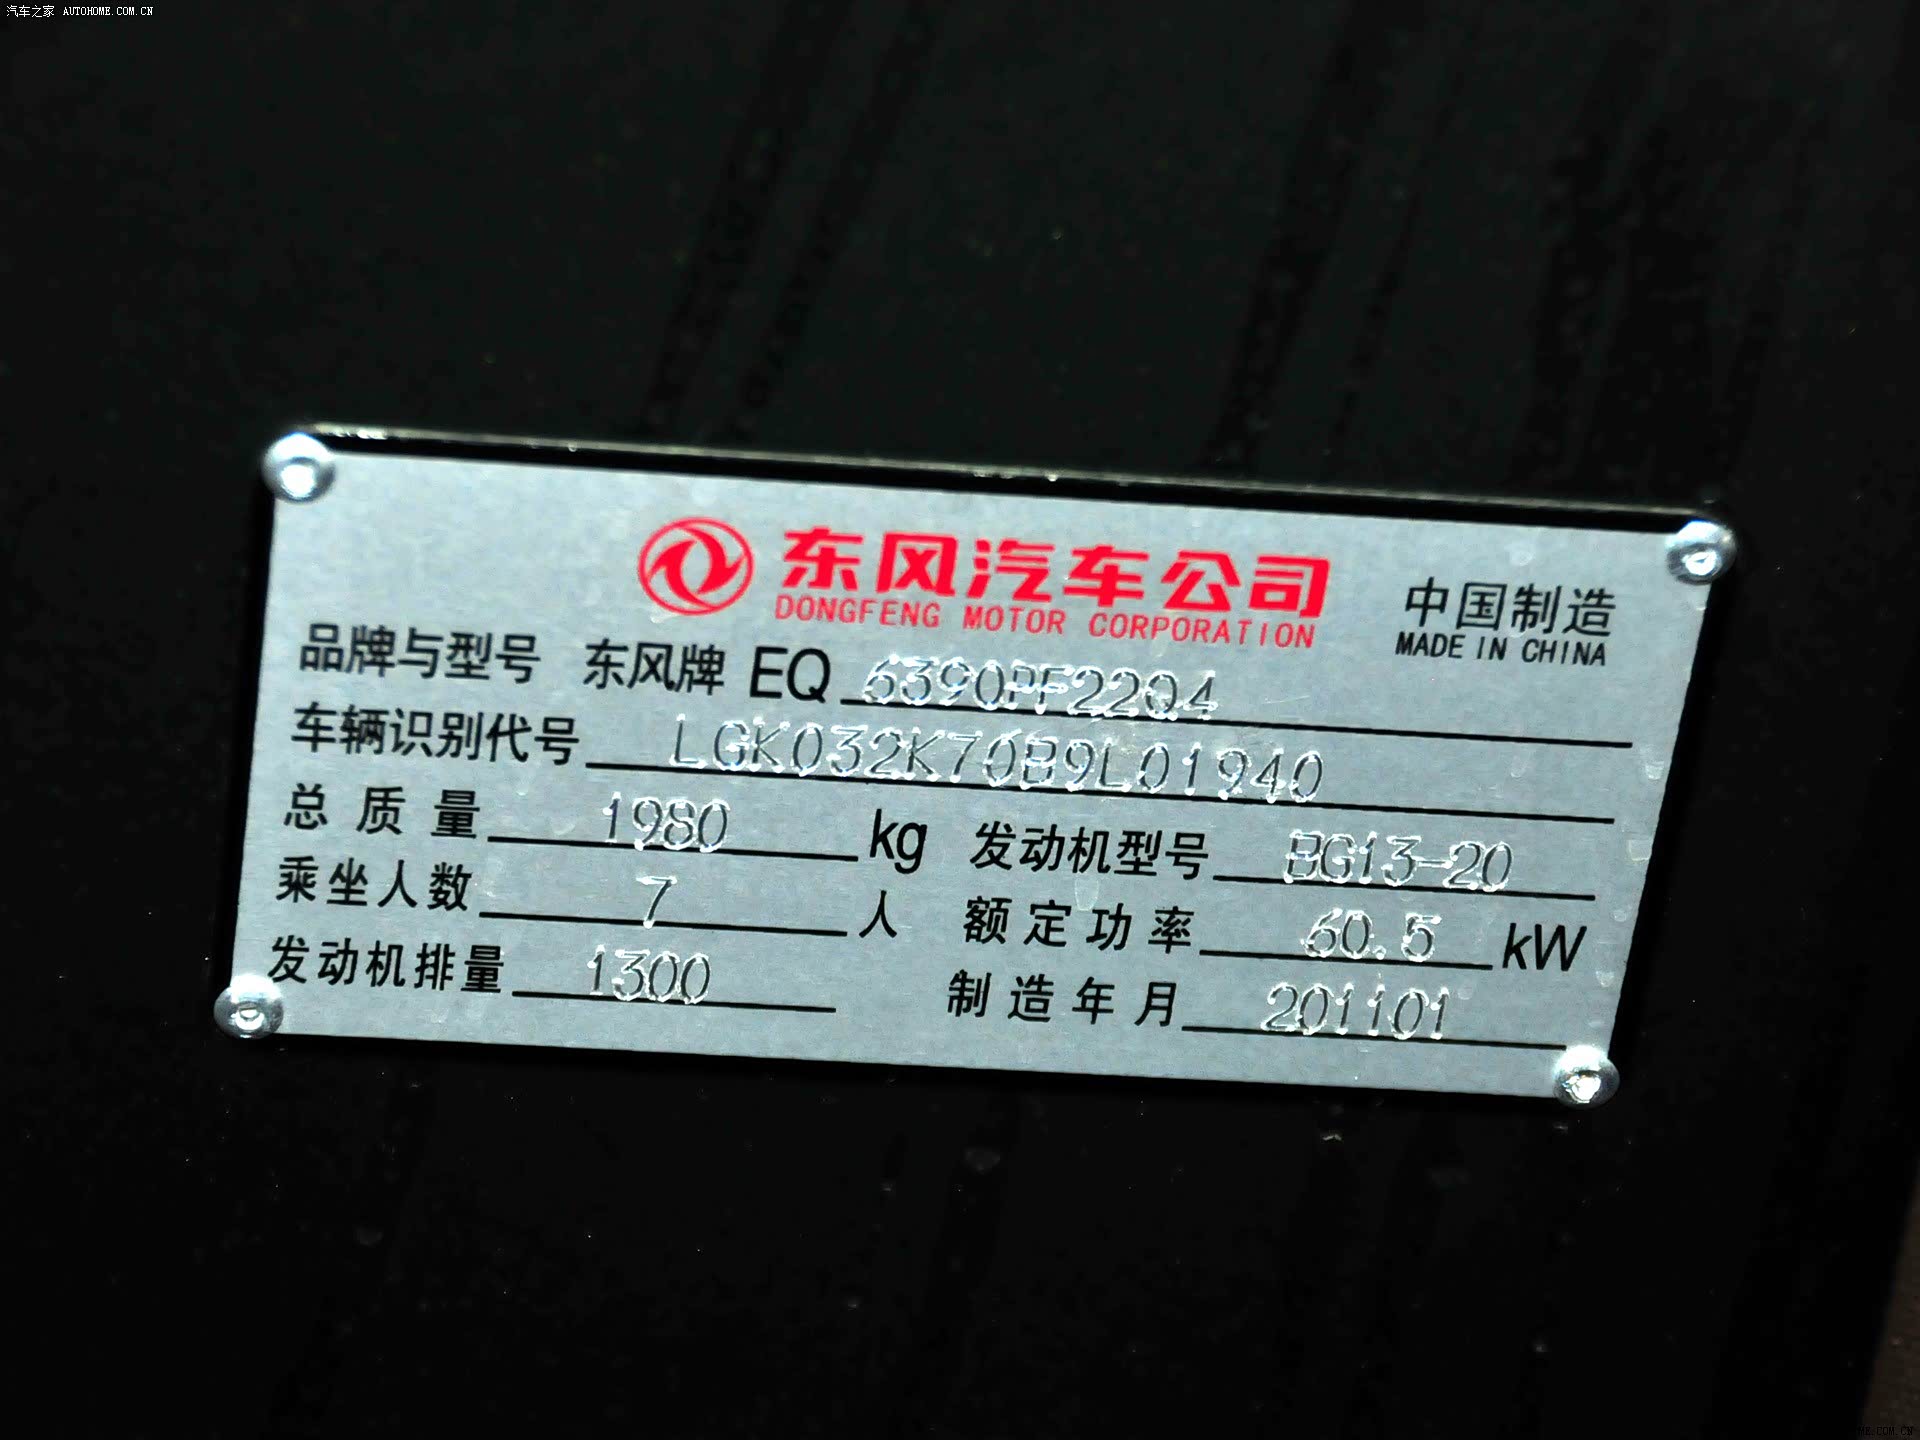 汽车之家 AUTOHOME.COM.CN
东风汽车公司
DONGFENG MOTOR CORPORATION
中国制造
MADE IN CHINA
品牌与型号 东风牌 EQ 6390PF22Q4
车辆识别代号 LGK032K70B9L01940
总质量 1980 kg 发动机型号 BG13-20
乘坐人数 7 人 额定功率 60.5 kW
发动机排量 1300 制造年月 201101